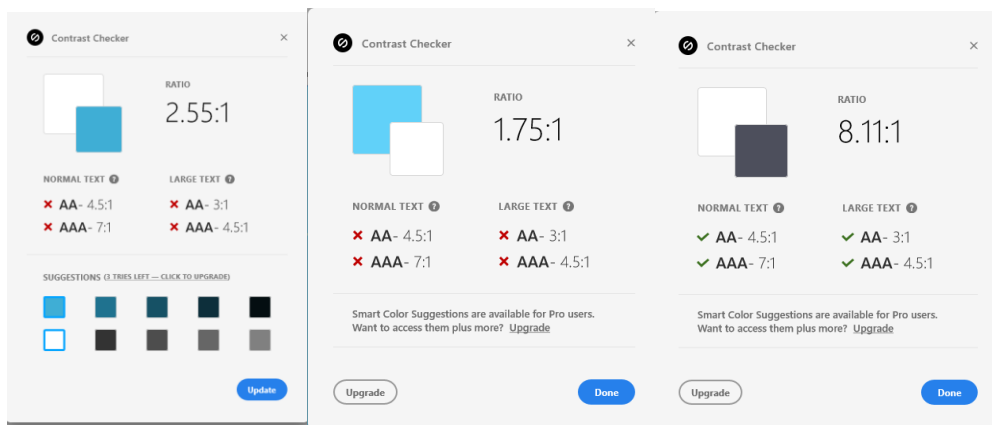 Contrast Checker
RATIO
2.55:1
NORMAL TEXT ?
LARGE TEXT ?
AA- 4.5:1
AA- 3:1
AAA- 7:1
AAA- 4.5:1
SUGGESTIONS (3 TRIES LEFT — CLICK TO UPGRADE)
Update
Contrast Checker
RATIO
1.75:1
NORMAL TEXT ?
LARGE TEXT ?
AA- 4.5:1
AA- 3:1
AAA- 7:1
AAA- 4.5:1
Smart Color Suggestions are available for Pro users.
Want to access them plus more? Upgrade
Upgrade
Done
Contrast Checker
RATIO
8.11:1
NORMAL TEXT ?
LARGE TEXT ?
AA- 4.5:1
AA- 3:1
AAA- 7:1
AAA- 4.5:1
Smart Color Suggestions are available for Pro users.
Want to access them plus more? Upgrade
Upgrade
Done